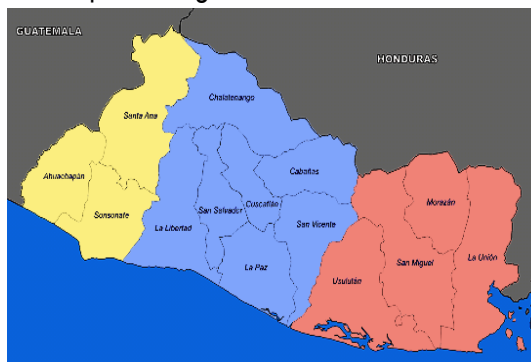 GUATEMALA
HONDURAS
Santa Ana
Chalatenango
Ahuachapán
Sonsonate
La Libertad
San Salvador
Cuscatlán
Cabañas
San Vicente
La Paz
Usulután
San Miguel
Morazán
La Unión